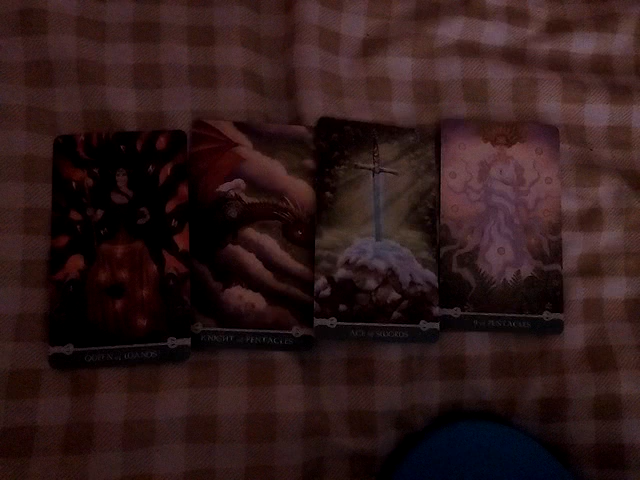 QUEEN of WANDS
KNIGHT of PENTACLES
ACE of SWORDS
9 of PENTACLES